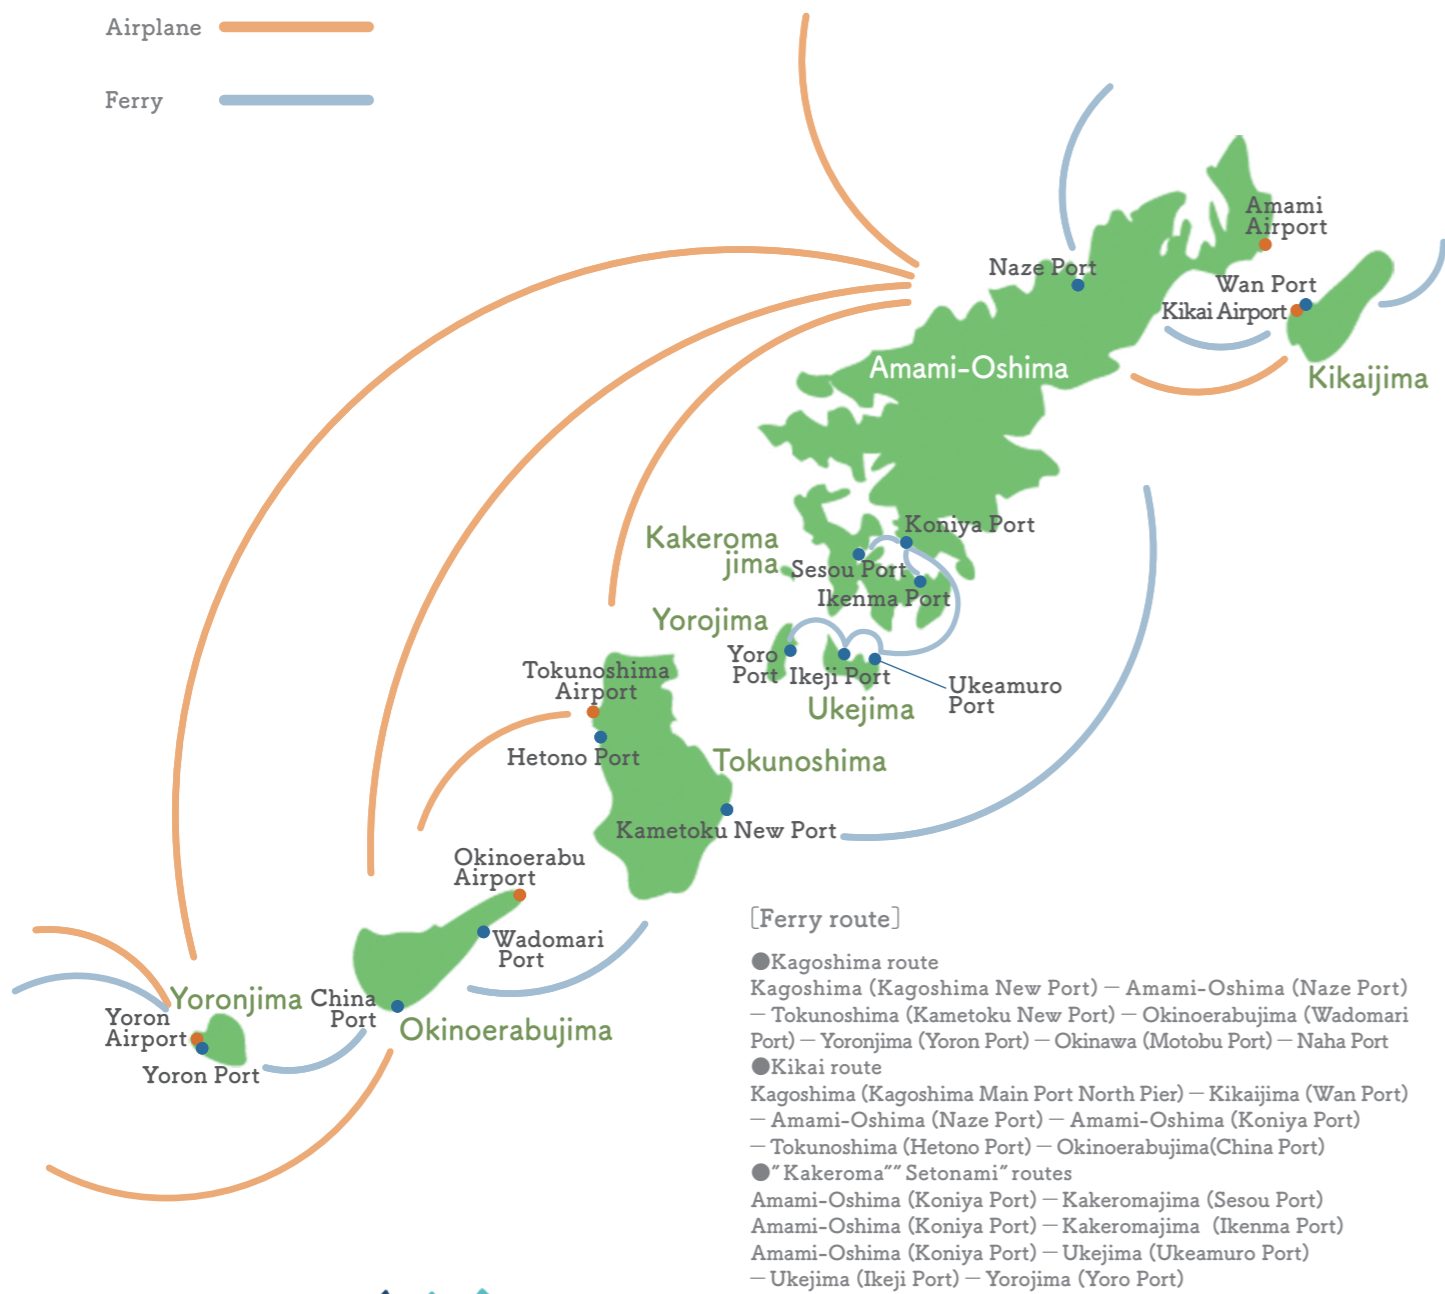 Airplane
Ferry
Amami
Airport
Naze Port
Wan Port
Kikai Airport
Amami-Oshima
Kikaijima
Koniya Port
Kakeroma
jima
Sesou Port
Ikenma Port
Yorojima
Yoro
Port
Ikeji Port
Ukeamuro
Port
Ukejima
Tokunoshima
Airport
Hetono Port
Tokunoshima
Kametoku New Port
Okinoerabu
Airport
Wadomari
Port
China
Port
Okinoerabujima
Yoronjima
Yoron
Airport
Yoron Port
[Ferry route]
●Kagoshima route
Kagoshima (Kagoshima New Port) — Amami-Oshima (Naze Port)
— Tokunoshima (Kametoku New Port) — Okinoerabujima (Wadomari
Port) — Yoronjima (Yoron Port) — Okinawa (Motobu Port) — Naha Port
●Kikai route
Kagoshima (Kagoshima Main Port North Pier) — Kikaijima (Wan Port)
— Amami-Oshima (Naze Port) — Amami-Oshima (Koniya Port)
— Tokunoshima (Hetono Port) — Okinoerabujima(China Port)
●"Kakeroma""Setonami" routes
Amami-Oshima (Koniya Port) — Kakeromajima (Sesou Port)
Amami-Oshima (Koniya Port) — Kakeromajima (Ikenma Port)
Amami-Oshima (Koniya Port) — Ukejima (Ukeamuro Port)
— Ukejima (Ikeji Port) — Yorojima (Yoro Port)